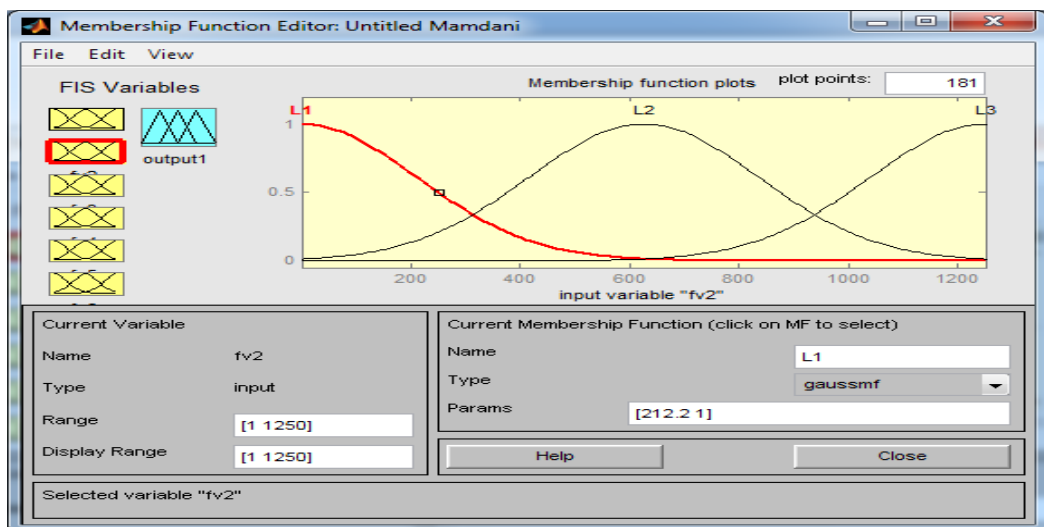 Membership Function Editor: Untitled Mamdani
File Edit View
FIS Variables
Membership function plots plot points: 181
output1
L1 L2 L3
1
0.5
0
200 400 600 800 1000 1200
input variable "fv2"
Current Variable
Name fv2
Type input
Range [1 1250]
Display Range [1 1250]
Current Membership Function (click on MF to select)
Name L1
Type gaussmf
Params [212.2 1]
Help Close
Selected variable "fv2"